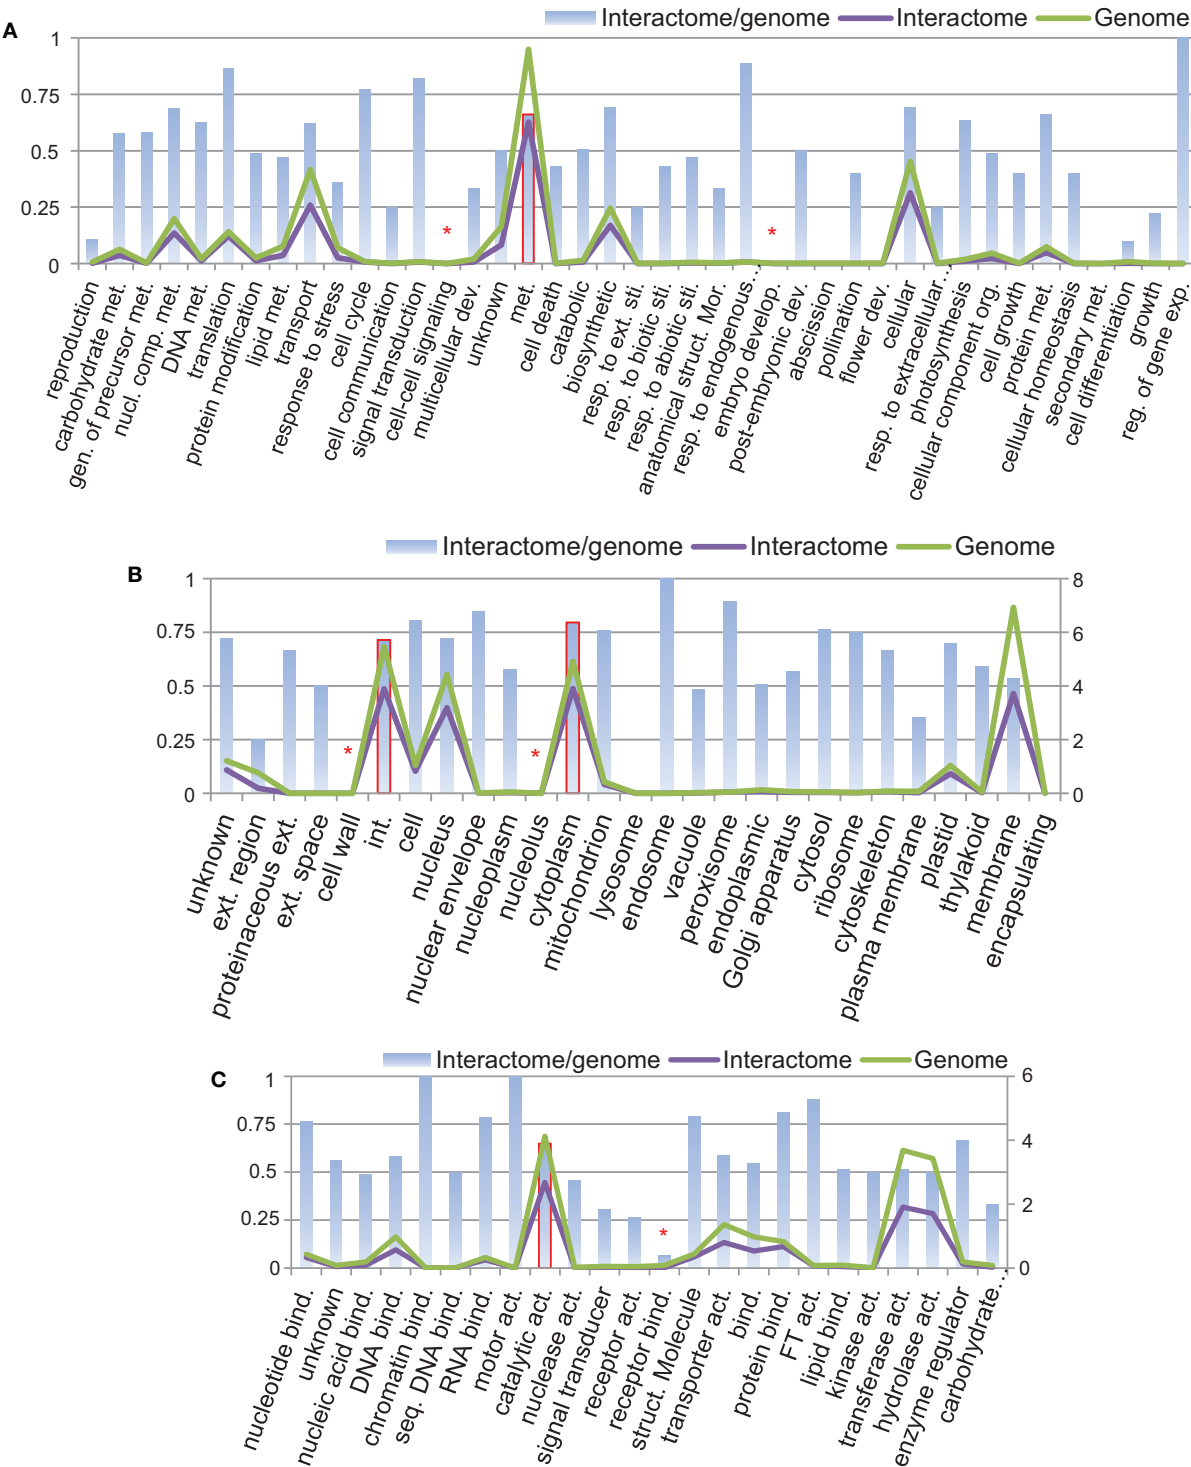 Interactome/genome Interactome Genome
A
1
0.75
0.5
0.25
0
reproduction
carbohydrate met.
gen. of precursor met.
nucl. comp. met.
DNA met.
translation
protein modification
lipid met.
transport
response to stress
cell cycle
cell communication
signal transduction
cell-cell signaling
multicellular dev.
unknown
met.
cell death
catabolic
biosynthetic
resp. to ext. sti.
resp. to biotic sti.
resp. to abiotic sti.
anatomical struct. Mor.
resp. to endogenous...
embryo develop.
post-embryonic dev.
abscission
pollination
flower dev.
cellular
resp. to extracellular...
photosynthesis
cellular component org.
cell growth
protein met.
cellular homeostasis
secondary met.
cell differentiation
growth
reg. of gene exp.
*
*
Interactome/genome Interactome Genome
B
1
0.75
0.5
0.25
0
8
6
4
2
0
*
*
unknown
ext. region
proteinaceous ext.
ext. space
cell wall
int.
cell
nucleus
nuclear envelope
nucleoplasm
nucleolus
cytoplasm
mitochondrion
lysosome
endosome
vacuole
peroxisome
endoplasmic
Golgi apparatus
cytosol
ribosome
cytoskeleton
plasma membrane
plastid
thylakoid
membrane
encapsulating
Interactome/genome Interactome Genome
C
1
0.75
0.5
0.25
0
6
4
2
0
*
nucleotide bind.
unknown
nucleic acid bind.
DNA bind.
chromatin bind.
seq. DNA bind.
RNA bind.
motor act.
catalytic act.
nuclease act.
signal transducer
receptor act.
receptor bind.
struct. Molecule
transporter act.
bind.
protein bind.
FT act.
lipid bind.
kinase act.
transferase act.
hydrolase act.
enzyme regulator
carbohydrate...